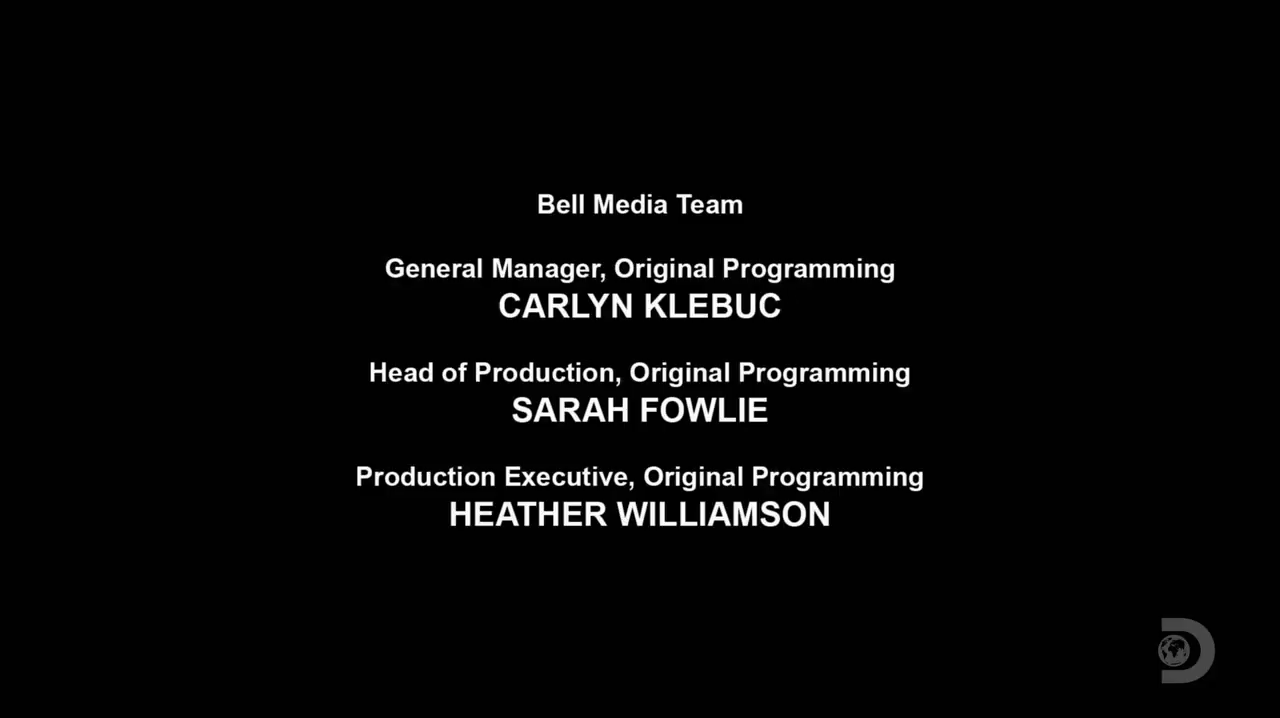 Bell Media Team
General Manager, Original Programming
CARLYN KLEBUC
Head of Production, Original Programming
SARAH FOWLIE
Production Executive, Original Programming
HEATHER WILLIAMSON